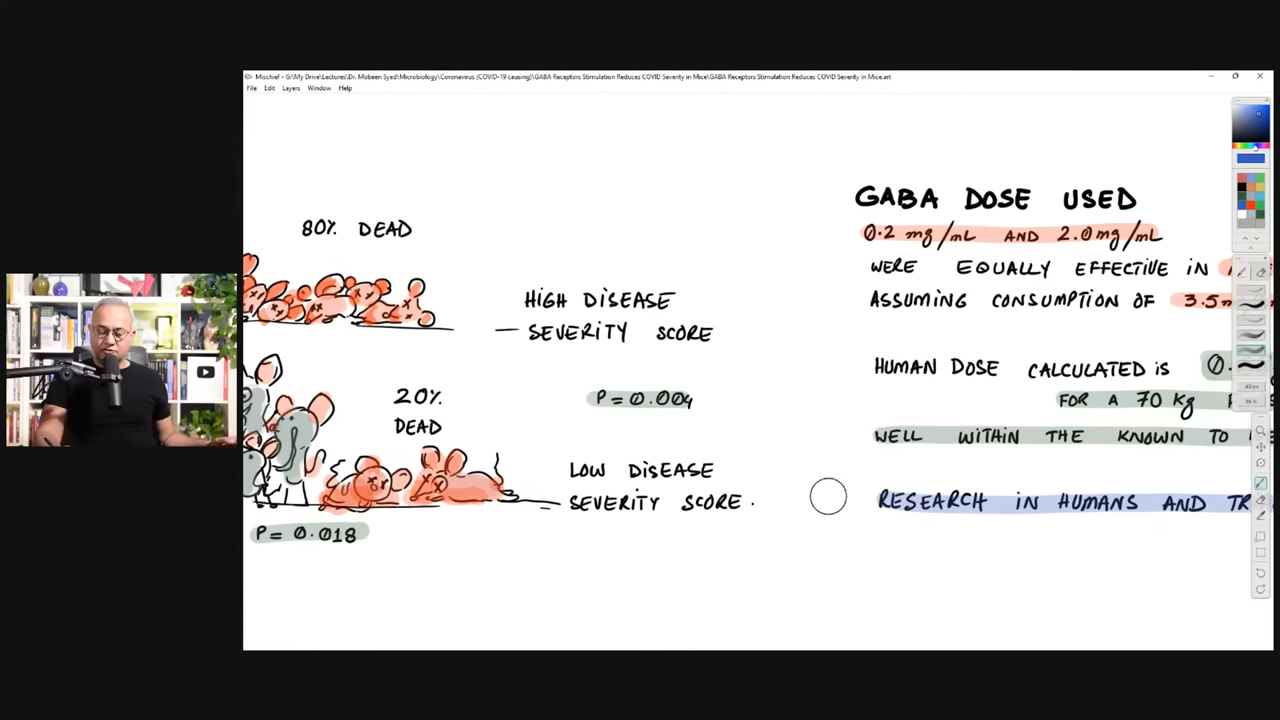 Mischief - G:\My Drive\Lectures\Dr. Mobeen Syed\Microbiology\Coronavirus (COVID-19 causing)\GABA Receptors Stimulation Reduces COVID Severity in Mice\GABA Receptors Stimulation Reduces COVID Severity in Mice.art
File Edit Layers Window Help
80% DEAD
HIGH DISEASE
SEVERITY SCORE
20%
DEAD
P = 0.004
LOW DISEASE
SEVERITY SCORE.
P = 0.018
GABA DOSE USED
0.2 mg/mL AND 2.0mg/mL
WERE EQUALLY EFFECTIVE IN
ASSUMING CONSUMPTION OF 3.5
HUMAN DOSE CALCULATED IS 0.
FOR A 70 Kg
WELL WITHIN THE KNOWN TO
RESEARCH IN HUMANS AND TR